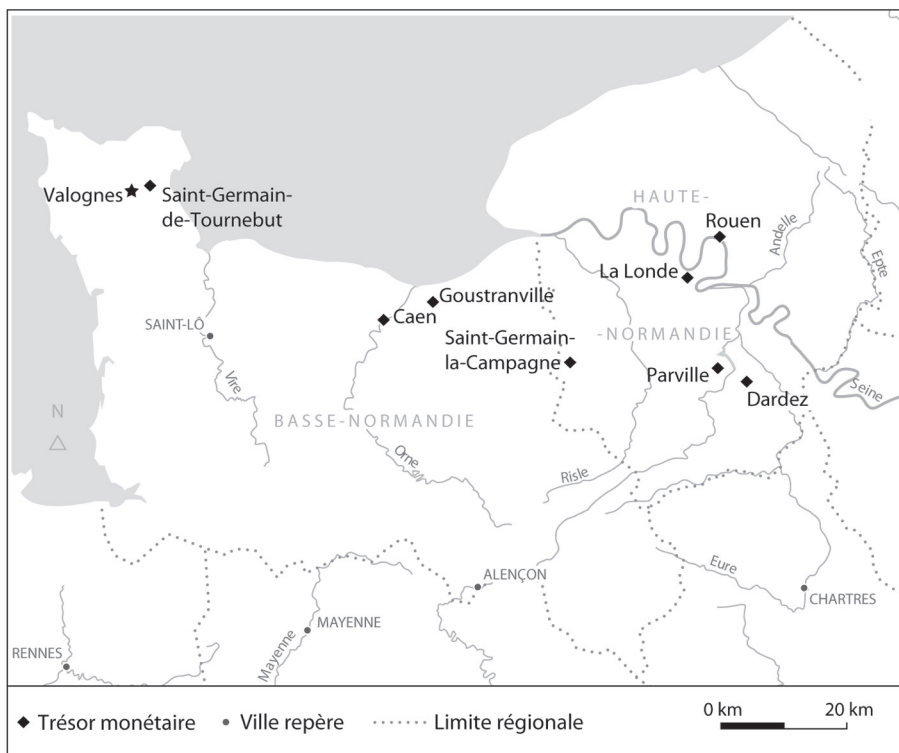 HAUTE-
Rouen
Andelle
Epte
Valognes
Saint-Germain-
de-Tournebut
La Londe
Goustranville
Caen
SAINT-LÔ
Saint-Germain-
la-Campagne
-NORMANDIE
Parville
Dardez
Seine
Vire
N
BASSE-NORMANDIE
Orne
Risle
Eure
ALENÇON
CHARTRES
MAYENNE
Mayenne
RENNES
Trésor monétaire
Ville repère
Limite régionale
0 km
20 km